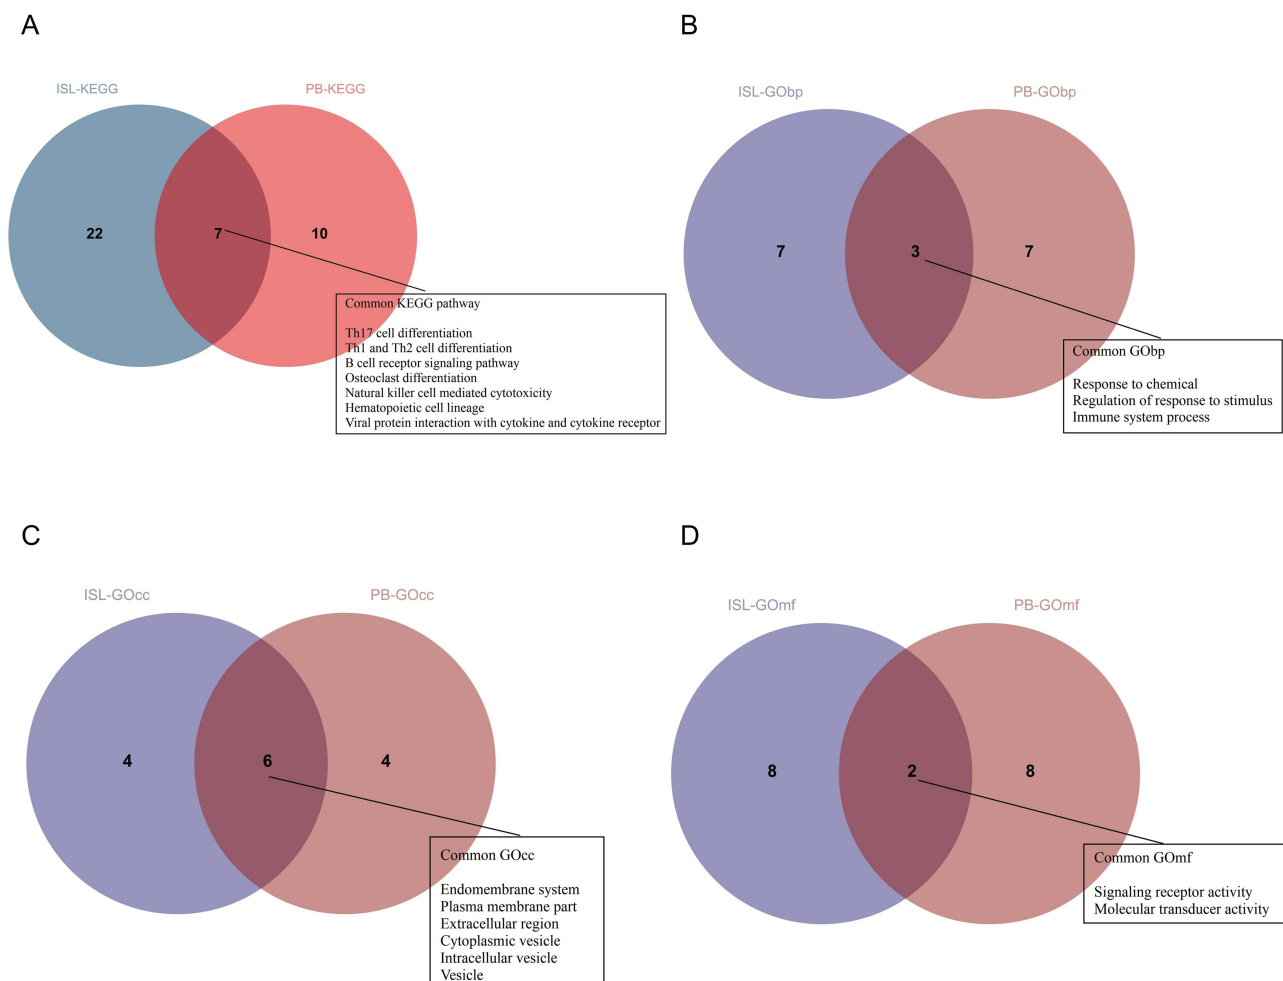 A
ISL-KEGG
PB-KEGG
22
7
10
Common KEGG pathway
Th17 cell differentiation
Th1 and Th2 cell differentiation
B cell receptor signaling pathway
Osteoclast differentiation
Natural killer cell mediated cytotoxicity
Hematopoietic cell lineage
Viral protein interaction with cytokine and cytokine receptor
B
ISL-GObp
PB-GObp
7
3
7
Common GObp
Response to chemical
Regulation of response to stimulus
Immune system process
C
ISL-GOcc
PB-GOcc
4
6
4
Common GOcc
Endomembrane system
Plasma membrane part
Extracellular region
Cytoplasmic vesicle
Intracellular vesicle
Vesicle
D
ISL-GOmf
PB-GOmf
8
2
8
Common GOmf
Signaling receptor activity
Molecular transducer activity